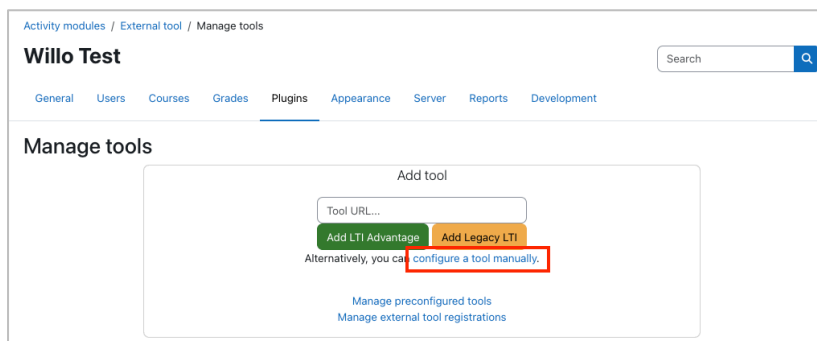 Activity modules / External tool / Manage tools
Willo Test
Search
General Users Courses Grades Plugins Appearance Server Reports Development
Manage tools
Add tool
Tool URL...
Add LTI Advantage Add Legacy LTI
Alternatively, you can configure a tool manually.
Manage preconfigured tools
Manage external tool registrations